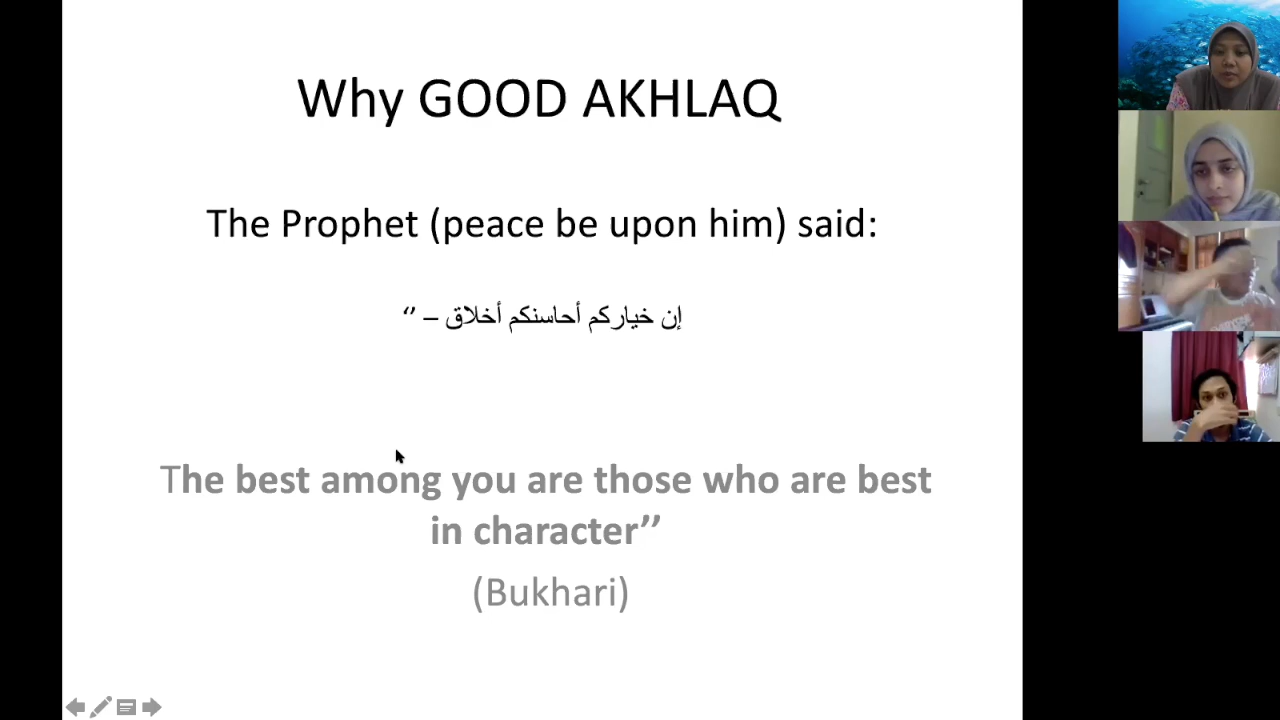 Why GOOD AKHLAQ
The Prophet (peace be upon him) said:
إن خياركم أحاسنكم أخلاق – ‘’
The best among you are those who are best
in character’’
(Bukhari)